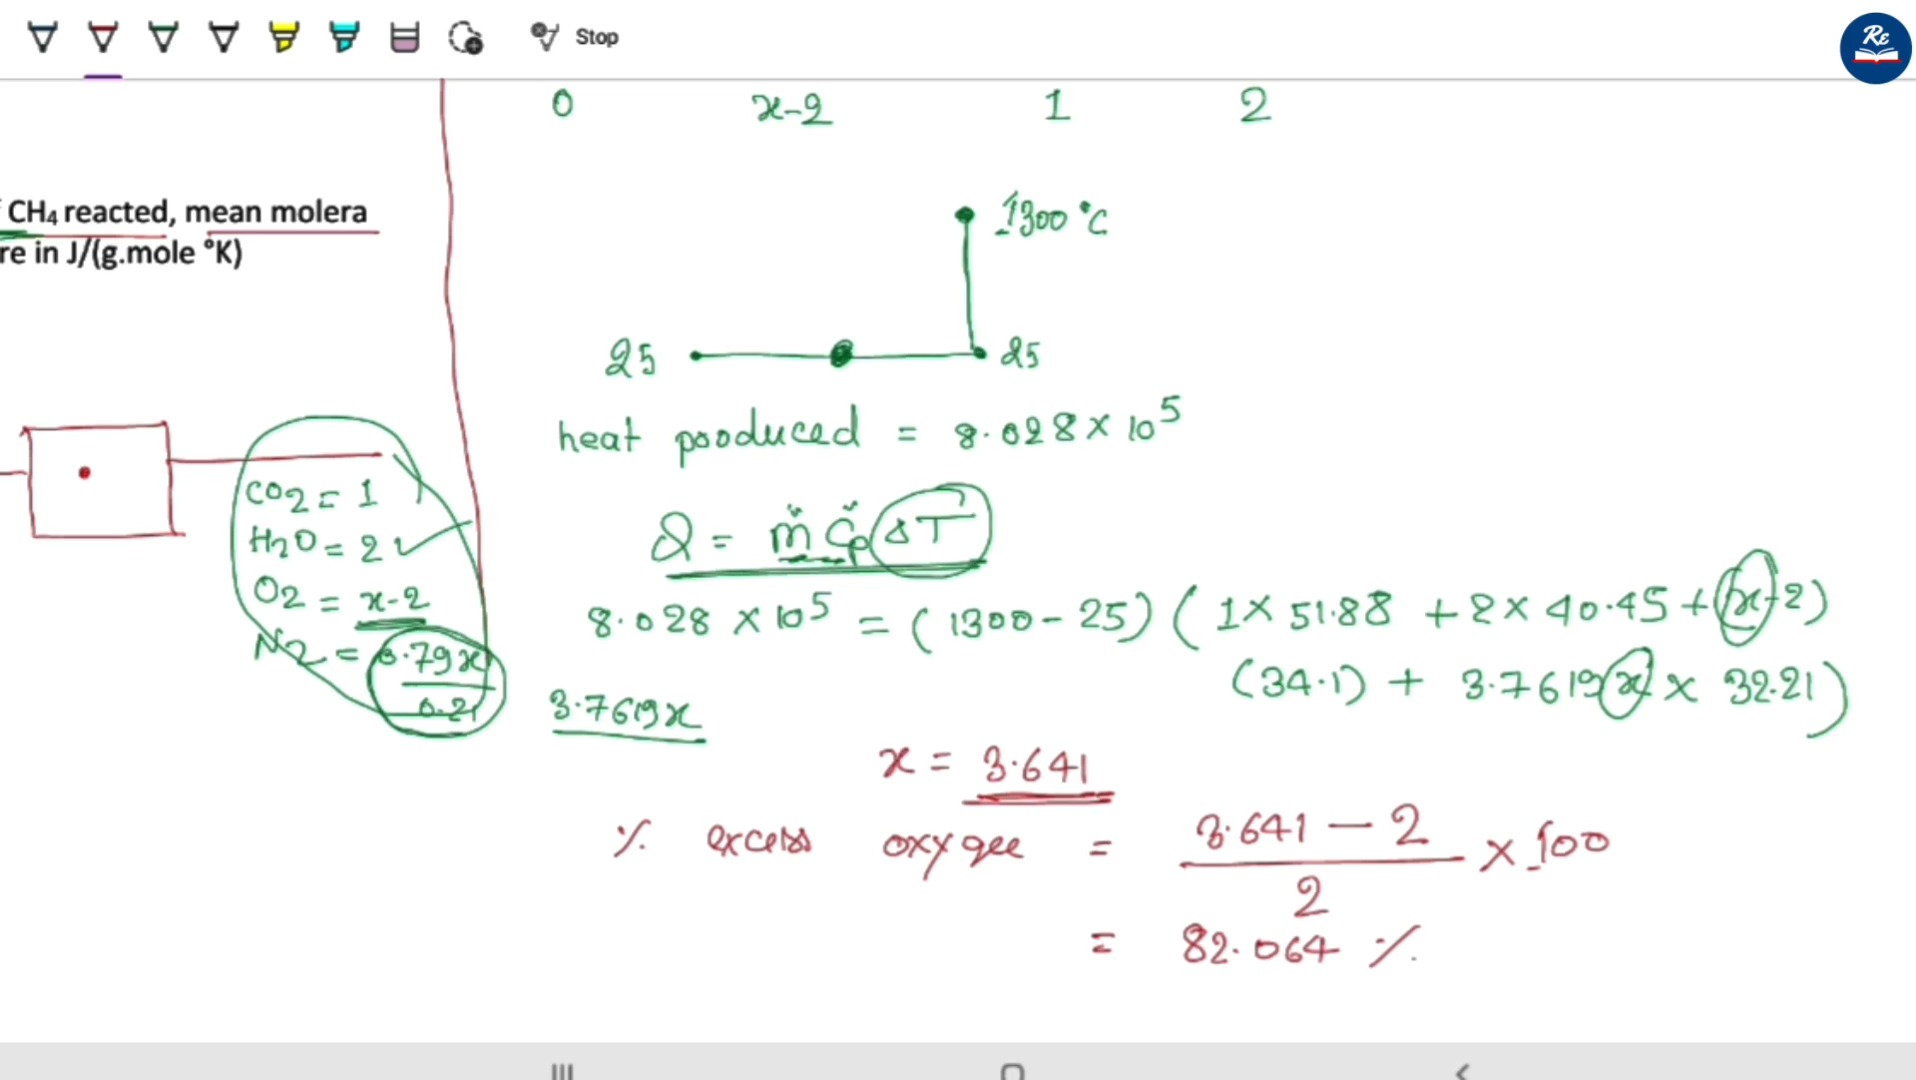 Stop
Re
0 x-2 1 2
CH₄ reacted, mean molera
re in J/(g.mole °K)
1300 °C
25 25
heat produced = 8.028 × 10⁵
Q = m Cp ΔT
8.028 × 10⁵ = (1300 - 25) ( 1 × 51.88 + 2 × 40.45 + (x-2)
(34.1) + 3.7619 x × 32.21 )
CO2 = 1
H2O = 2 ✓
O2 = x-2
N2 = 0.79x
0.21
3.7619x
x = 3.641
% excess oxygen = 3.641 - 2 × 100
2
= 82.064 %